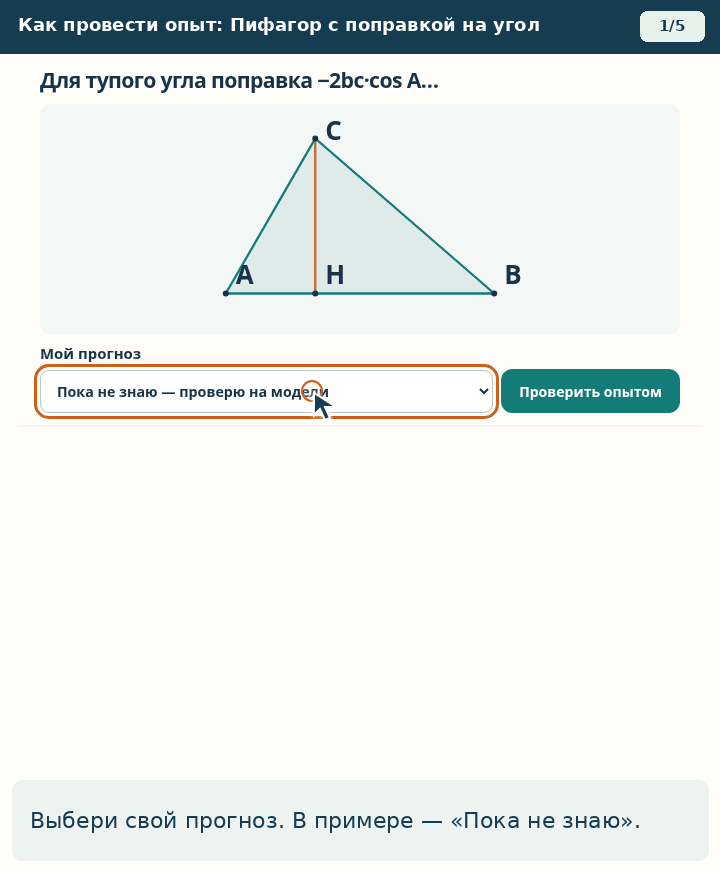 Как провести опыт: Пифагор с поправкой на угол
1/5
Для тупого угла поправка −2bc·cos A…
C
A
H
B
Мой прогноз
Пока не знаю — проверю на модели
Проверить опытом
Выбери свой прогноз. В примере — «Пока не знаю».